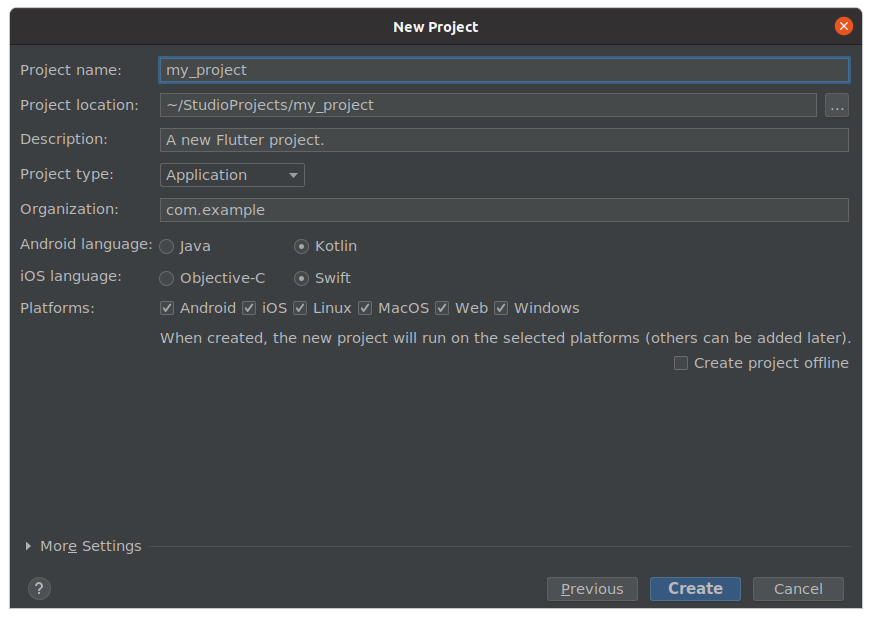 New Project
Project name: my_project
Project location: ~/StudioProjects/my_project ...
Description: A new Flutter project.
Project type: Application
Organization: com.example
Android language: Java Kotlin
iOS language: Objective-C Swift
Platforms: Android iOS Linux MacOS Web Windows
When created, the new project will run on the selected platforms (others can be added later).
Create project offline
More Settings
? Previous Create Cancel